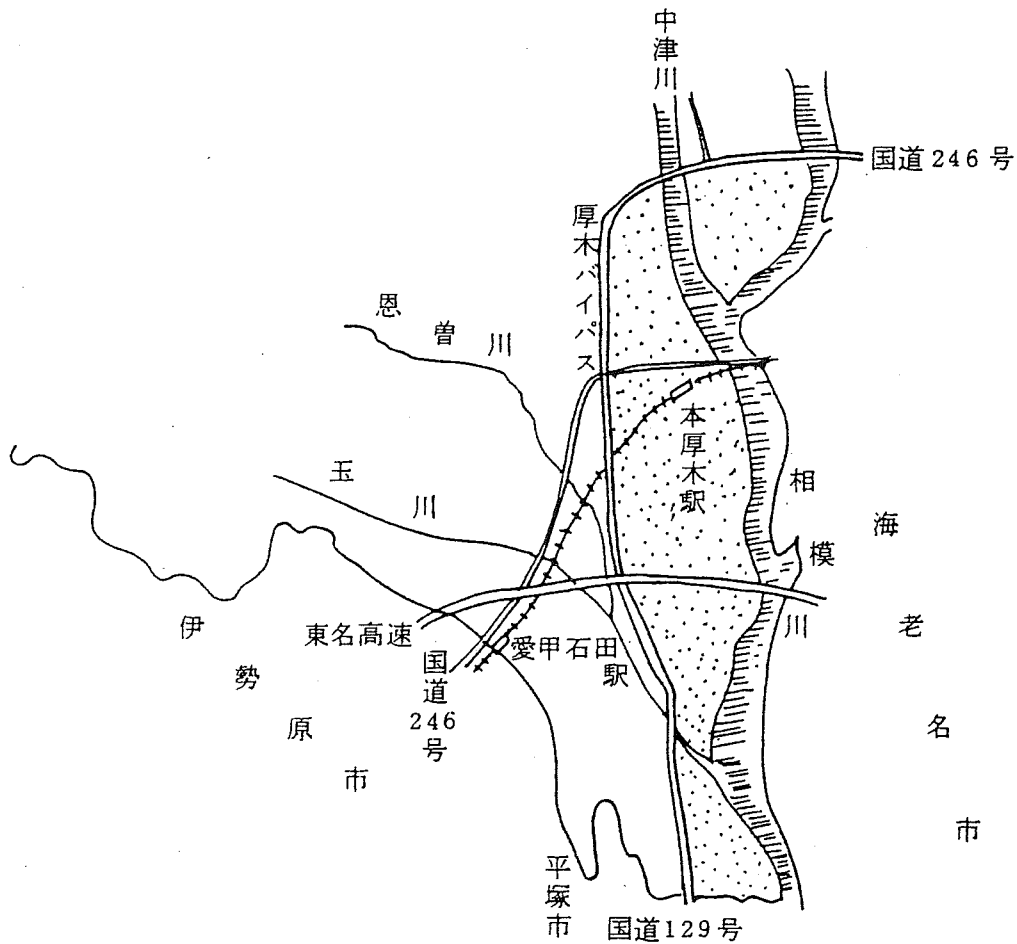 中津川
国道246号
厚木バイパス
恩曽川
本厚木駅
玉川
相模川
海老名市
伊勢原市
東名高速
愛甲石田駅
国道246号
平塚市
国道129号